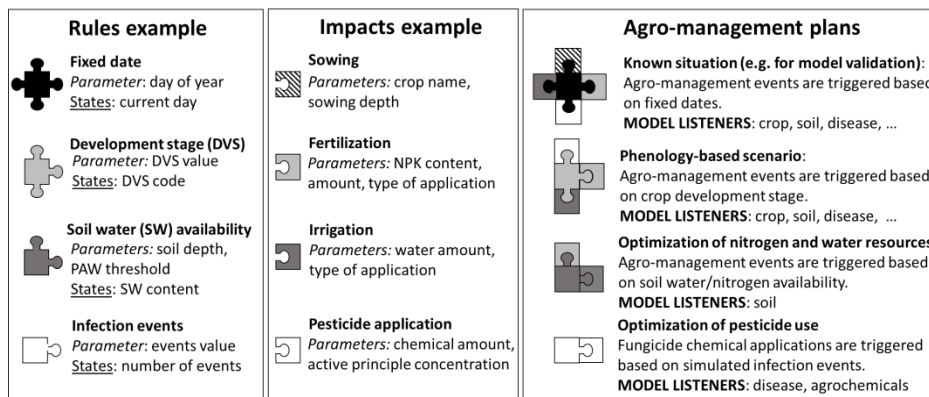 Rules example
Fixed date
Parameter: day of year
States: current day
Development stage (DVS)
Parameter: DVS value
States: DVS code
Soil water (SW) availability
Parameters: soil depth,
PAW threshold
States: SW content
Infection events
Parameter: events value
States: number of events
Impacts example
Sowing
Parameters: crop name,
sowing depth
Fertilization
Parameters: NPK content,
amount, type of application
Irrigation
Parameters: water amount,
type of application
Pesticide application
Parameters: chemical amount,
active principle concentration
Agro-management plans
Known situation (e.g. for model validation):
Agro-management events are triggered based
on fixed dates.
MODEL LISTENERS: crop, soil, disease, ...
Phenology-based scenario:
Agro-management events are triggered based
on crop development stage.
MODEL LISTENERS: crop, soil, disease, ...
Optimization of nitrogen and water resources
Agro-management events are triggered based
on soil water/nitrogen availability.
MODEL LISTENERS: soil
Optimization of pesticide use
Fungicide chemical applications are triggered
based on simulated infection events.
MODEL LISTENERS: disease, agrochemicals